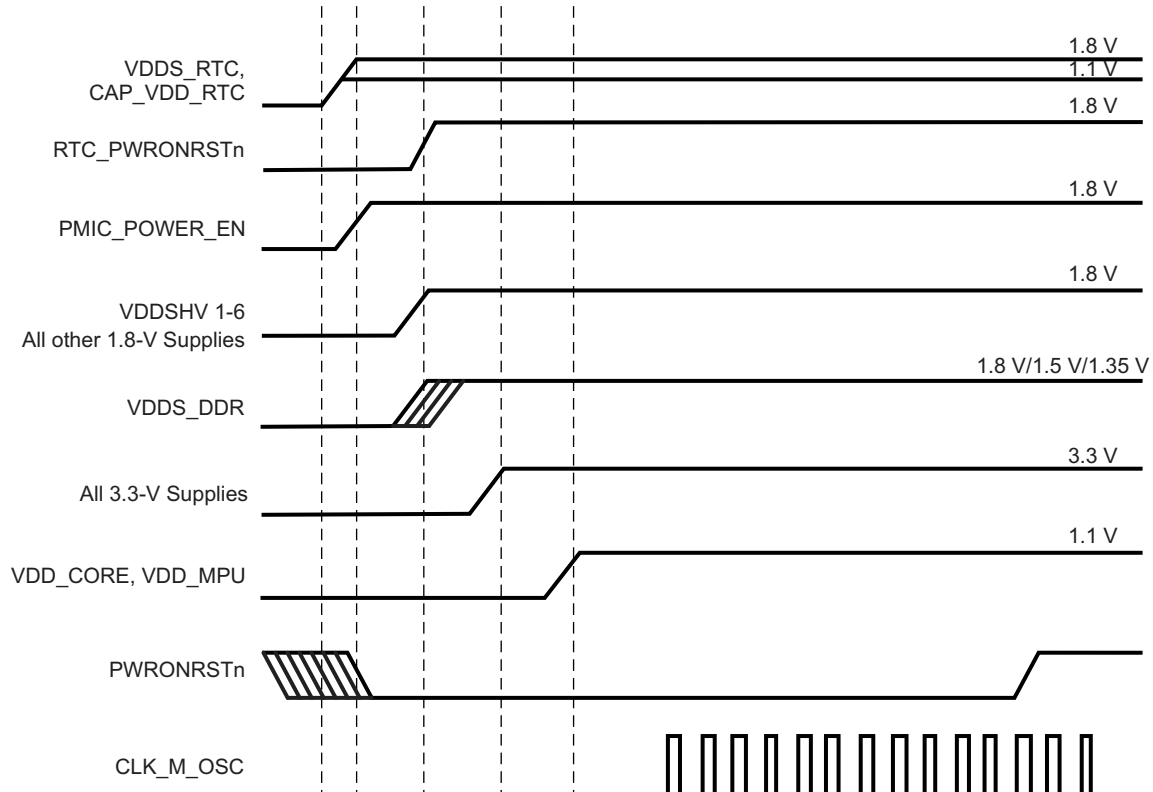 1.8 V
VDDS_RTC,
1.1 V
CAP_VDD_RTC
1.8 V
RTC_PWRONRSTn
1.8 V
PMIC_POWER_EN
1.8 V
VDDSHV 1-6
All other 1.8-V Supplies
1.8 V/1.5 V/1.35 V
VDDS_DDR
3.3 V
All 3.3-V Supplies
1.1 V
VDD_CORE, VDD_MPU
PWRONRSTn
CLK_M_OSC